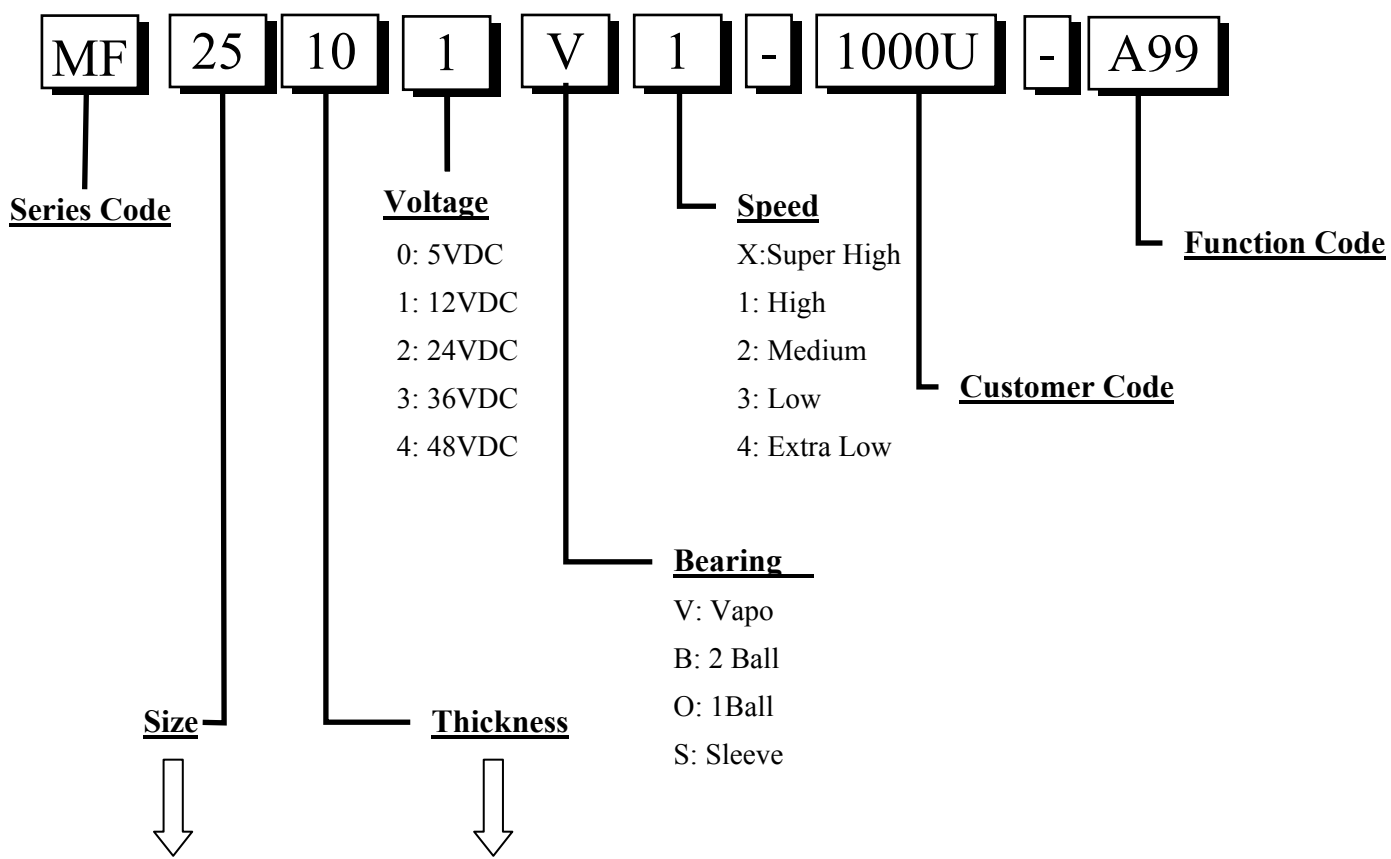 MF 25 10 1 V 1 - 1000U - A99
Series Code
Voltage
0: 5VDC
1: 12VDC
2: 24VDC
3: 36VDC
4: 48VDC
Speed
X:Super High
1: High
2: Medium
3: Low
4: Extra Low
Function Code
Customer Code
Bearing
V: Vapo
B: 2 Ball
O: 1Ball
S: Sleeve
Size
Thickness